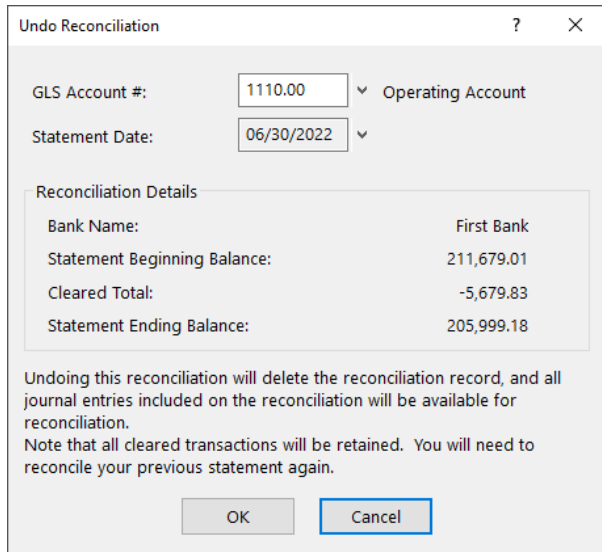 Undo Reconciliation ? ×
GLS Account #: 1110.00 Operating Account
Statement Date: 06/30/2022
Reconciliation Details
Bank Name: First Bank
Statement Beginning Balance: 211,679.01
Cleared Total: -5,679.83
Statement Ending Balance: 205,999.18
Undoing this reconciliation will delete the reconciliation record, and all
journal entries included on the reconciliation will be available for
reconciliation.
Note that all cleared transactions will be retained.  You will need to
reconcile your previous statement again.
OK Cancel